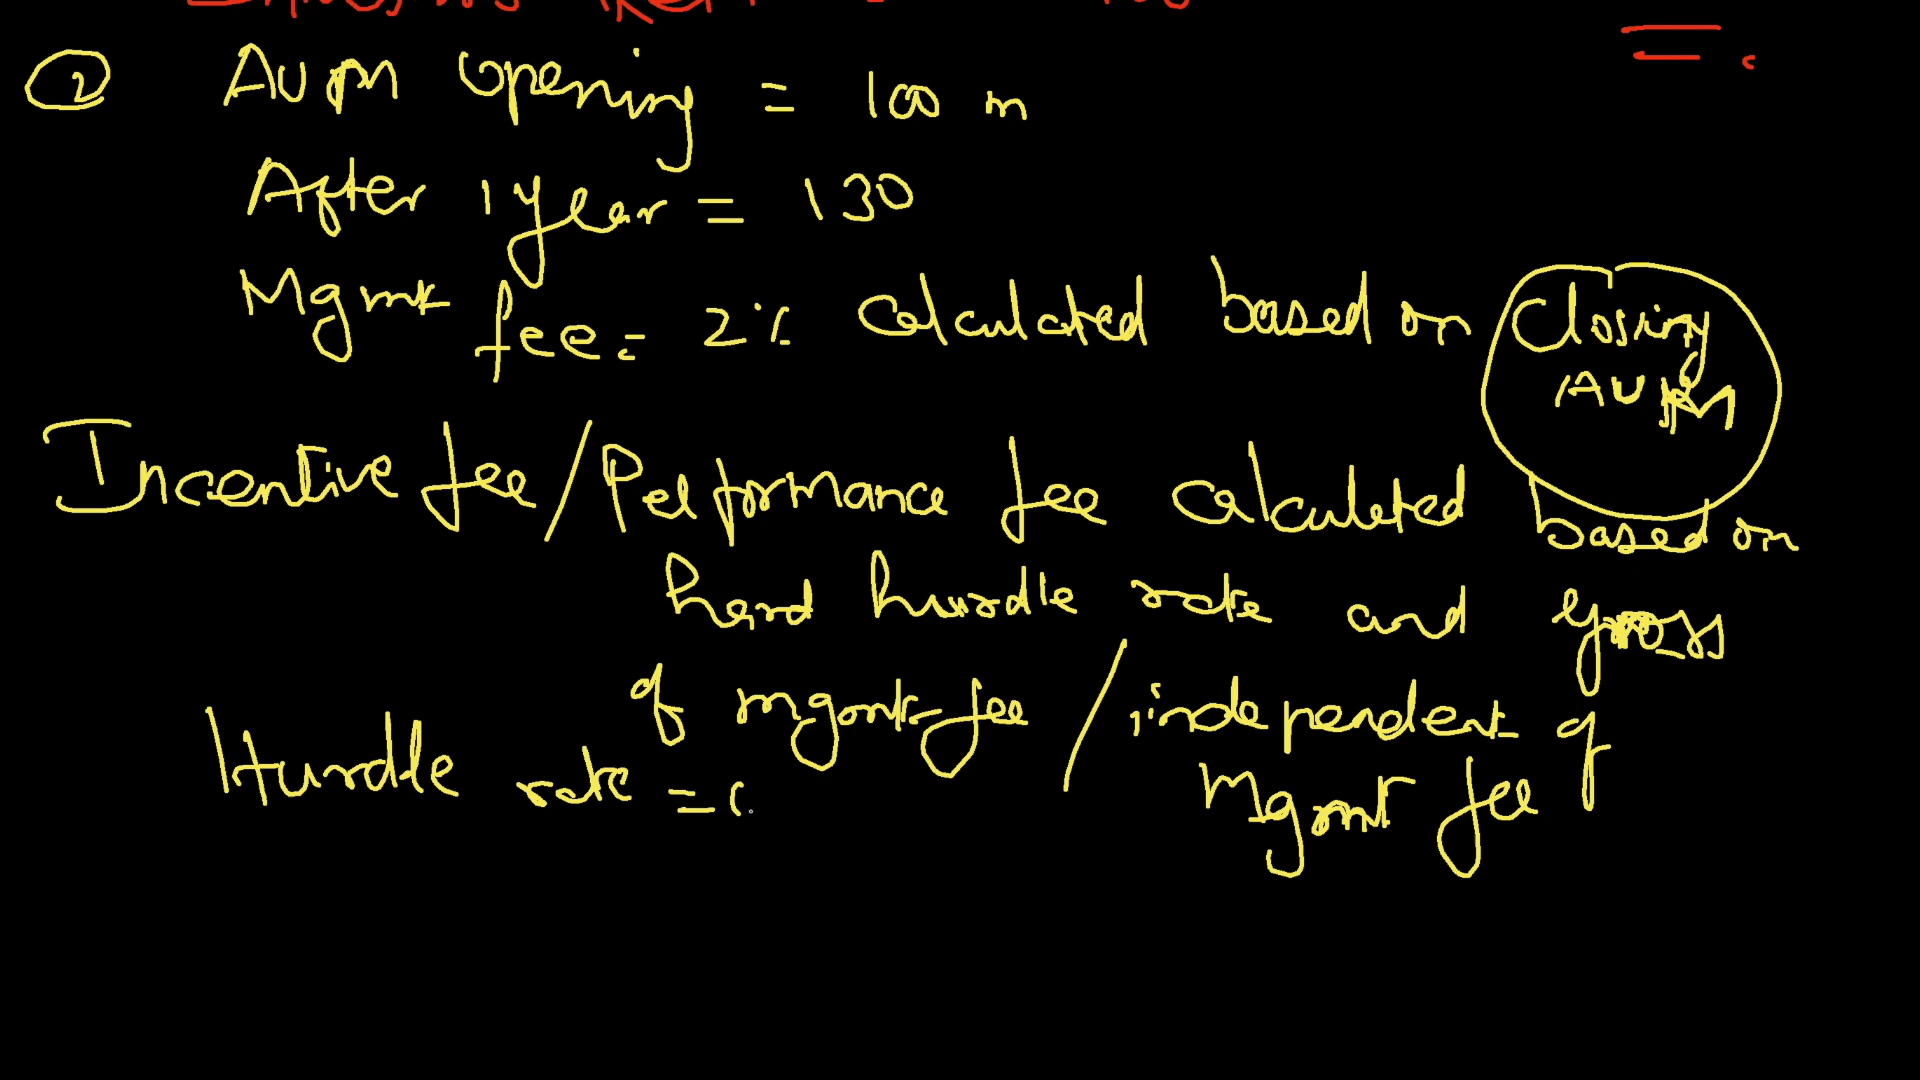 ② AUM opening = 100 m
After 1 year = 130
Mgmt fee = 2% calculated based on closing AUM
Incentive fee / Performance fee calculated based on
hard hurdle rate and gross
of mgmt fee / independent of
Mgmt fee
Hurdle rate =